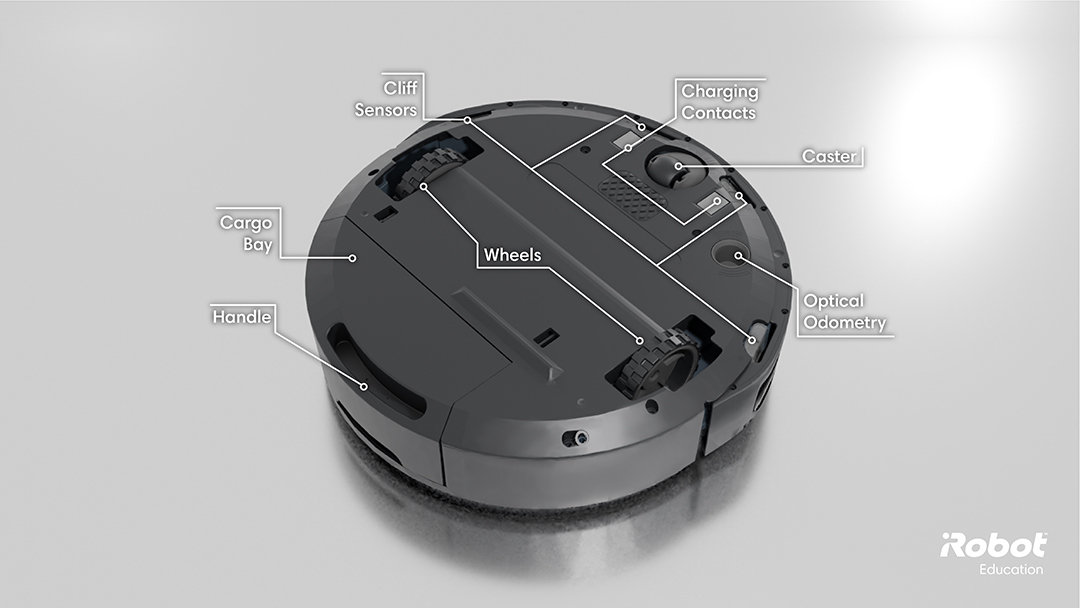 Cliff
Sensors
Charging
Contacts
Caster
Cargo
Bay
Wheels
Handle
Optical
Odometry
iRobot
Education